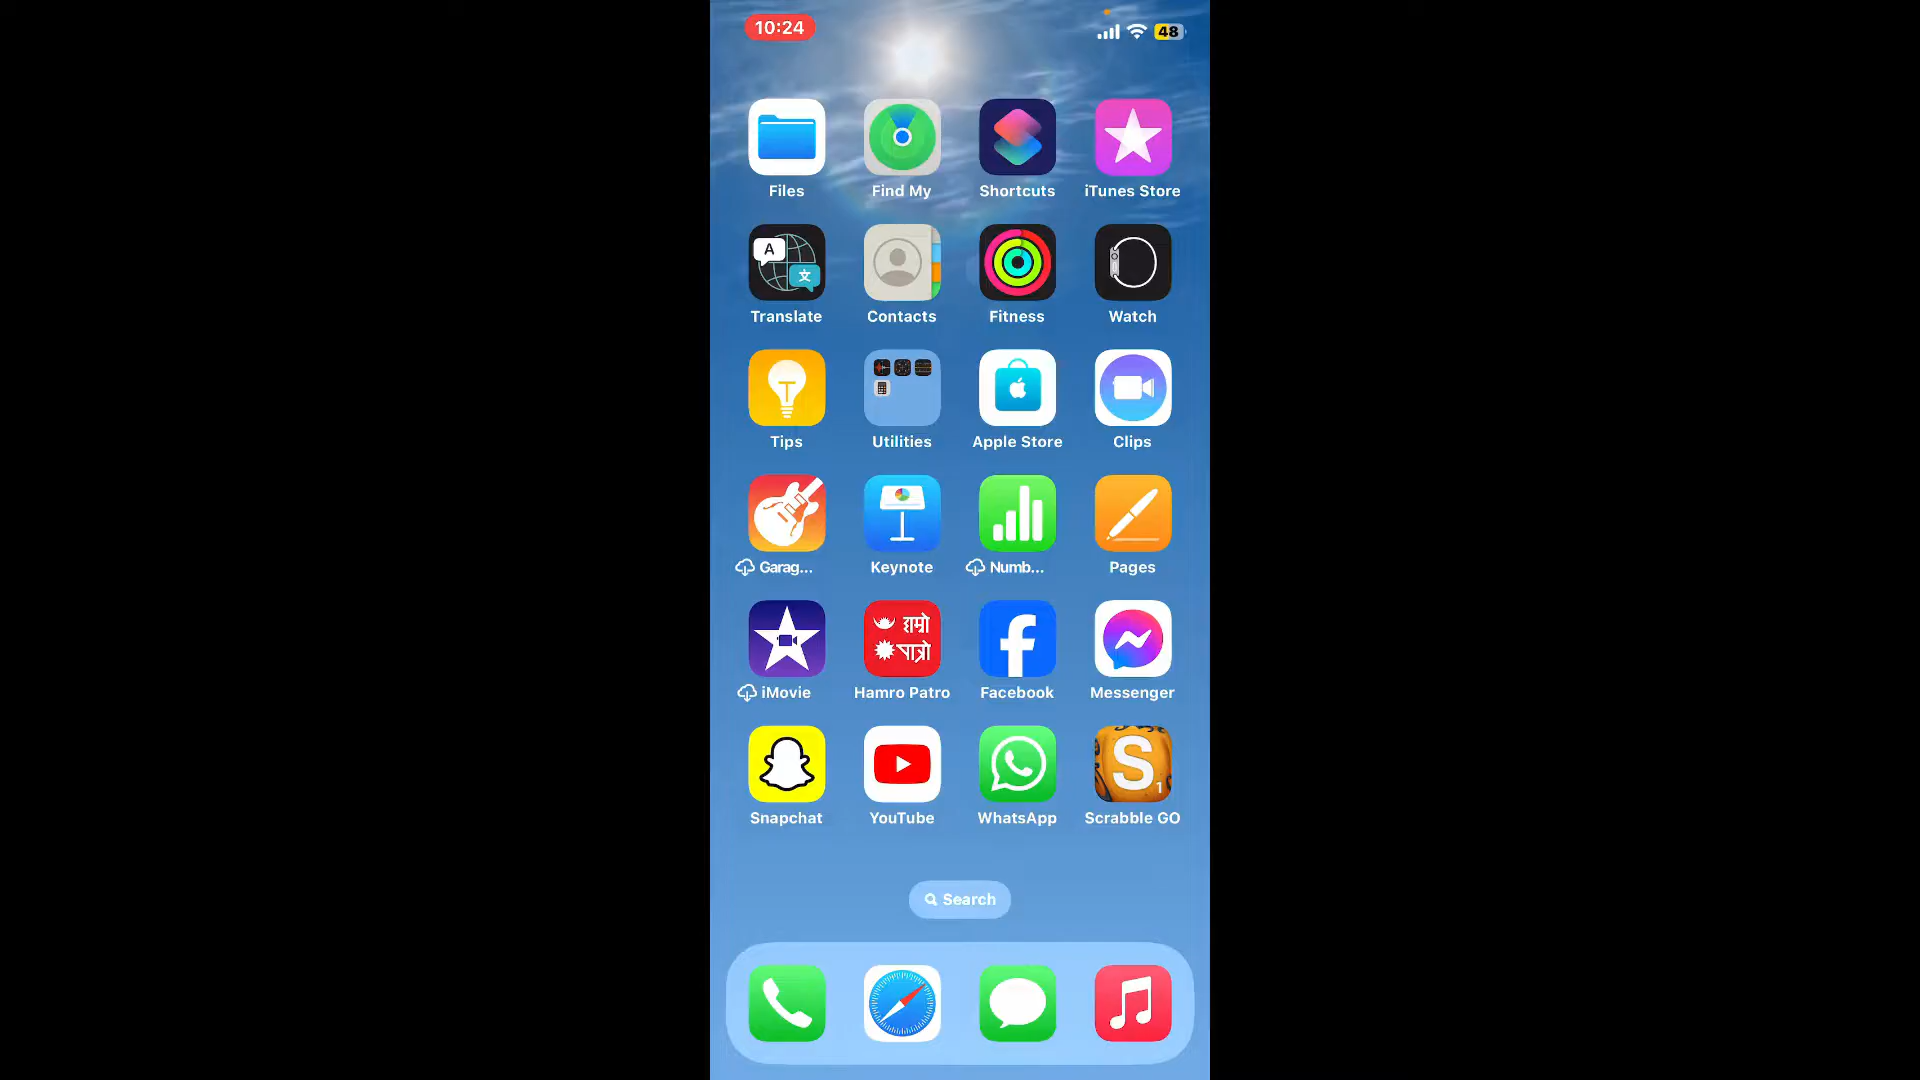 10:24
48
Files
Find My
Shortcuts
iTunes Store
A
文
Translate
Contacts
Fitness
Watch
T
Tips
Utilities
Apple Store
Clips
Garag...
Keynote
Numb...
Pages
हाम्रो
पात्रो
f
iMovie
Hamro Patro
Facebook
Messenger
S
1
Snapchat
YouTube
WhatsApp
Scrabble GO
Search